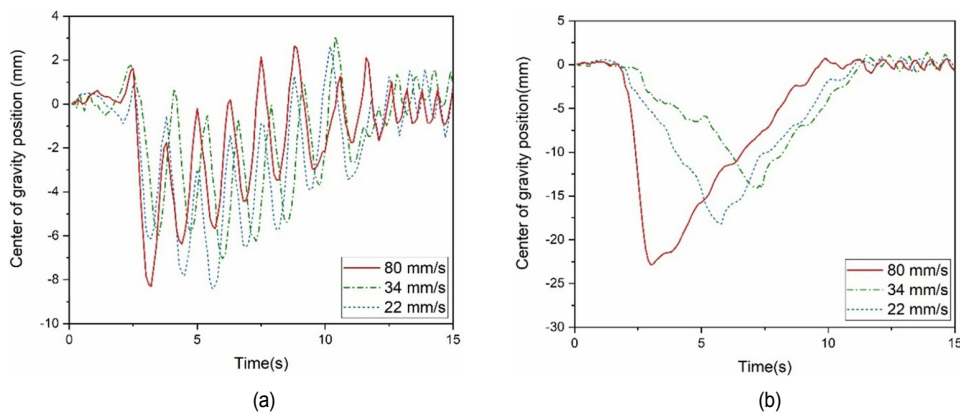 4
2
0
-2
-4
-6
-8
-10
0
5
10
15
Center of gravity position (mm)
Time(s)
80 mm/s
34 mm/s
22 mm/s
(a)
5
0
-5
-10
-15
-20
-25
-30
0
5
10
15
Center of gravity position(mm)
Time(s)
80 mm/s
34 mm/s
22 mm/s
(b)